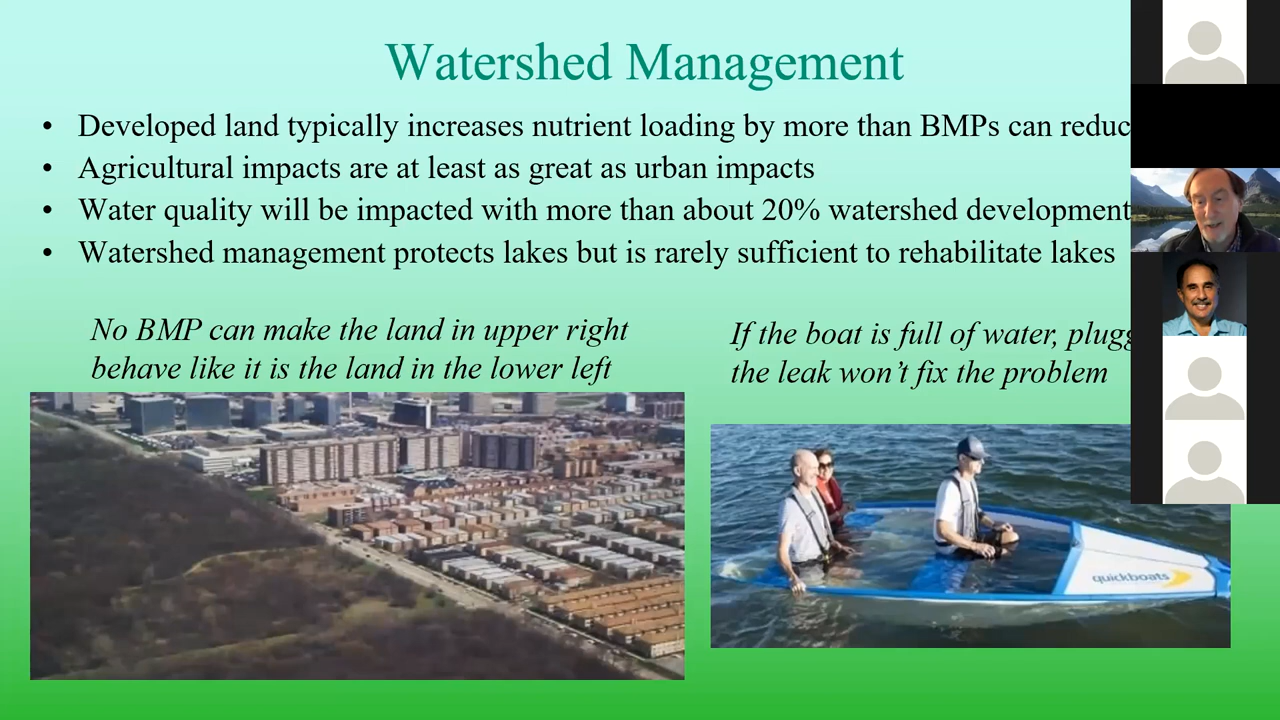 Watershed Management
• Developed land typically increases nutrient loading by more than BMPs can
• Agricultural impacts are at least as great as urban impacts
• Water quality will be impacted with more than about 20% watershed development
• Watershed management protects lakes but is rarely sufficient to rehabilitate lakes
No BMP can make the land in upper right
behave like it is the land in the lower left
If the boat is full of water,
the leak won't fix the problem
quickboats